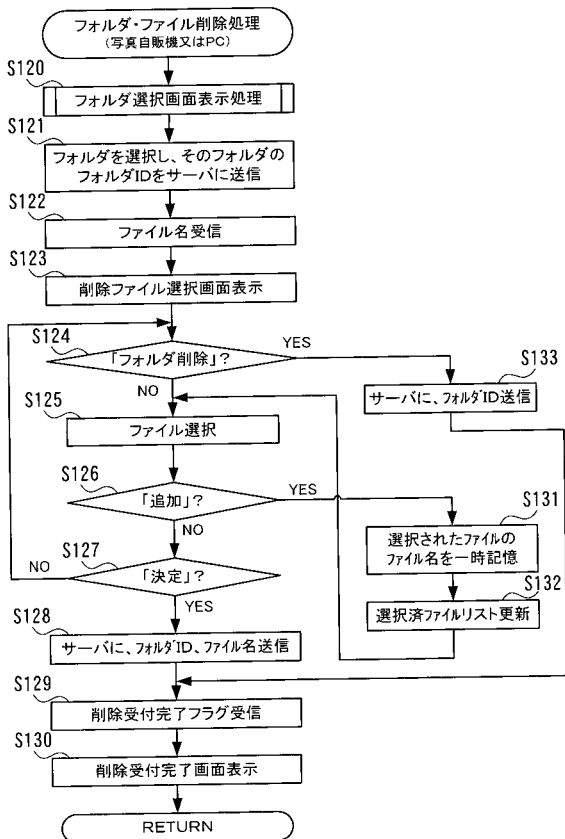 フォルダ・ファイル削除処理
(写真自販機又はPC)
S120
フォルダ選択画面表示処理
S121
フォルダを選択し、そのフォルダの
フォルダIDをサーバに送信
S122
ファイル名受信
S123
削除ファイル選択画面表示
S124
「フォルダ削除」?
YES
NO
S133
サーバに、フォルダID送信
S125
ファイル選択
S126
「追加」?
YES
NO
S131
選択されたファイルの
ファイル名を一時記憶
S127
「決定」?
NO
YES
S132
選択済ファイルリスト更新
S128
サーバに、フォルダID、ファイル名送信
S129
削除受付完了フラグ受信
S130
削除受付完了画面表示
RETURN